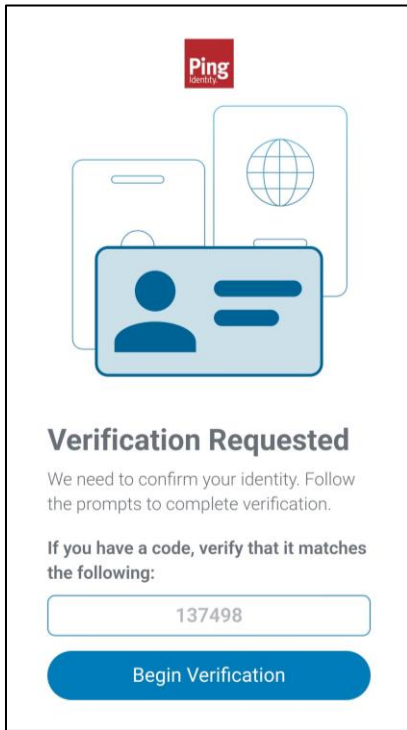 Ping
Identity.
Verification Requested
We need to confirm your identity. Follow
the prompts to complete verification.
If you have a code, verify that it matches
the following:
137498
Begin Verification